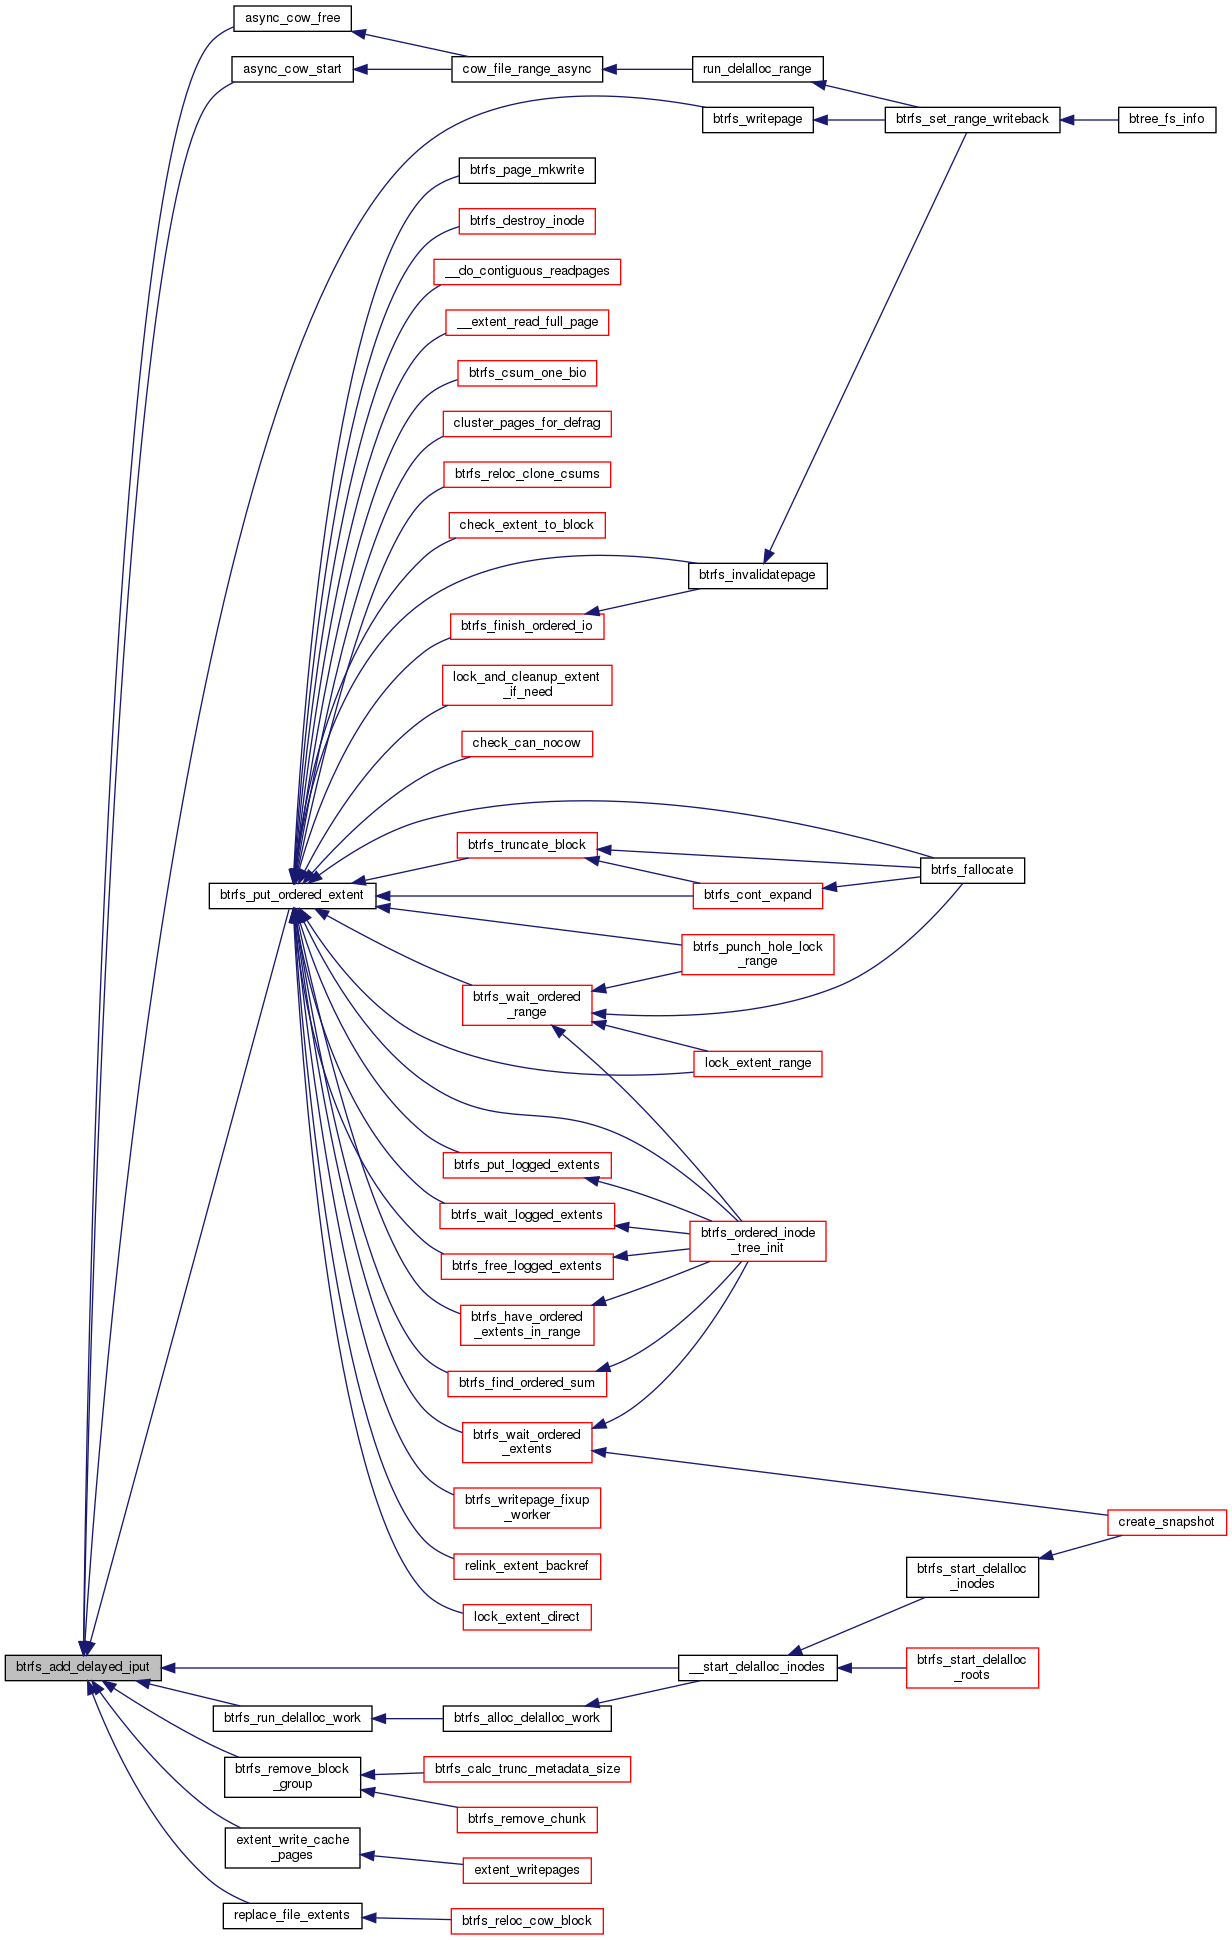 async_cow_free
async_cow_start
cow_file_range_async
run_delalloc_range
btrfs_writepage
btrfs_set_range_writeback
btree_fs_info
btrfs_page_mkwrite
btrfs_destroy_inode
__do_contiguous_readpages
__extent_read_full_page
btrfs_csum_one_bio
cluster_pages_for_defrag
btrfs_reloc_clone_csums
check_extent_to_block
btrfs_invalidatepage
btrfs_finish_ordered_io
lock_and_cleanup_extent
_if_need
check_can_nocow
btrfs_truncate_block
btrfs_fallocate
btrfs_put_ordered_extent
btrfs_cont_expand
btrfs_punch_hole_lock
_range
btrfs_wait_ordered
_range
lock_extent_range
btrfs_put_logged_extents
btrfs_wait_logged_extents
btrfs_ordered_inode
_tree_init
btrfs_free_logged_extents
btrfs_have_ordered
_extents_in_range
btrfs_find_ordered_sum
btrfs_wait_ordered
_extents
btrfs_writepage_fixup
_worker
create_snapshot
relink_extent_backref
btrfs_start_delalloc
_inodes
lock_extent_direct
btrfs_add_delayed_iput
__start_delalloc_inodes
btrfs_start_delalloc
_roots
btrfs_run_delalloc_work
btrfs_alloc_delalloc_work
btrfs_remove_block
_group
btrfs_calc_trunc_metadata_size
btrfs_remove_chunk
extent_write_cache
_pages
extent_writepages
replace_file_extents
btrfs_reloc_cow_block